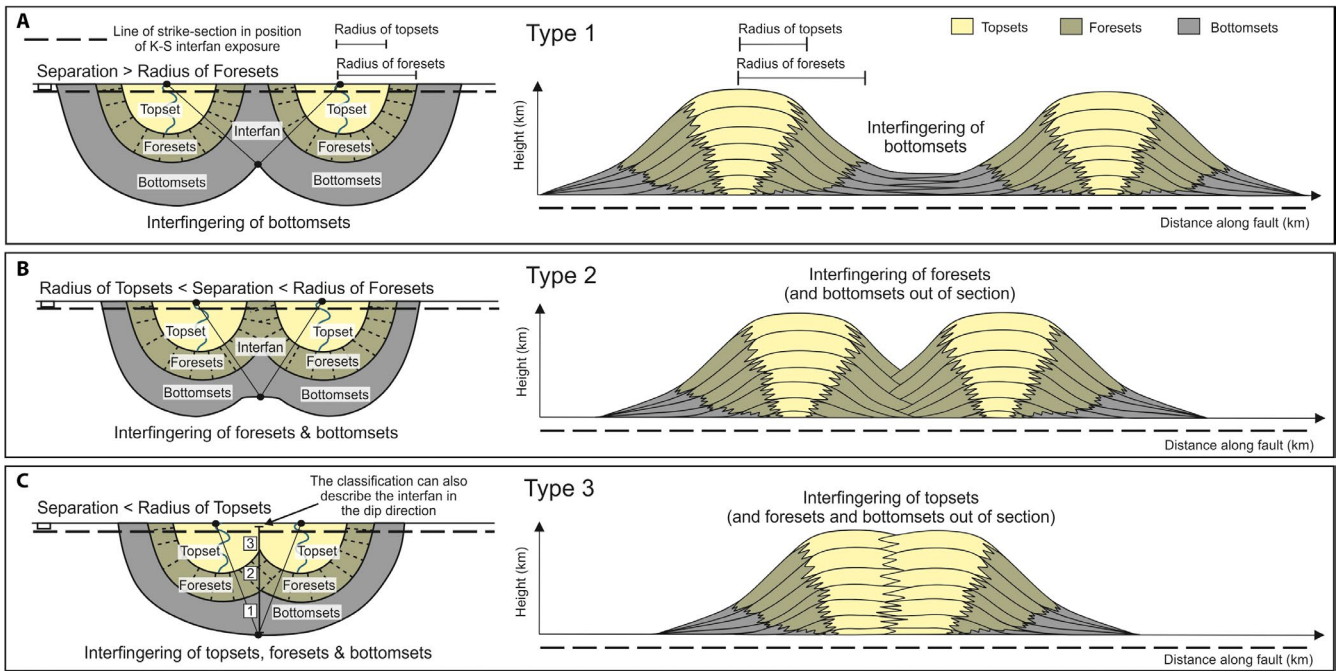 A
Line of strike-section in position
of K-S interfan exposure
Radius of topsets
Radius of foresets
Separation > Radius of Foresets
Topset
Topset
Interfan
Foresets
Foresets
Bottomsets
Bottomsets
Interfingering of bottomsets
Type 1
Radius of topsets
Radius of foresets
Topsets
Foresets
Bottomsets
Height (km)
Interfingering of
bottomsets
Distance along fault (km)
B
Radius of Topsets < Separation < Radius of Foresets
Topset
Topset
Interfan
Foresets
Foresets
Bottomsets
Bottomsets
Interfingering of foresets & bottomsets
Type 2
Interfingering of foresets
(and bottomsets out of section)
Height (km)
Distance along fault (km)
C
The classification can also
describe the interfan in
the dip direction
Separation < Radius of Topsets
Topset
3
Topset
2
Foresets
Foresets
1
Bottomsets
Interfingering of topsets, foresets & bottomsets
Type 3
Interfingering of topsets
(and foresets and bottomsets out of section)
Height (km)
Distance along fault (km)